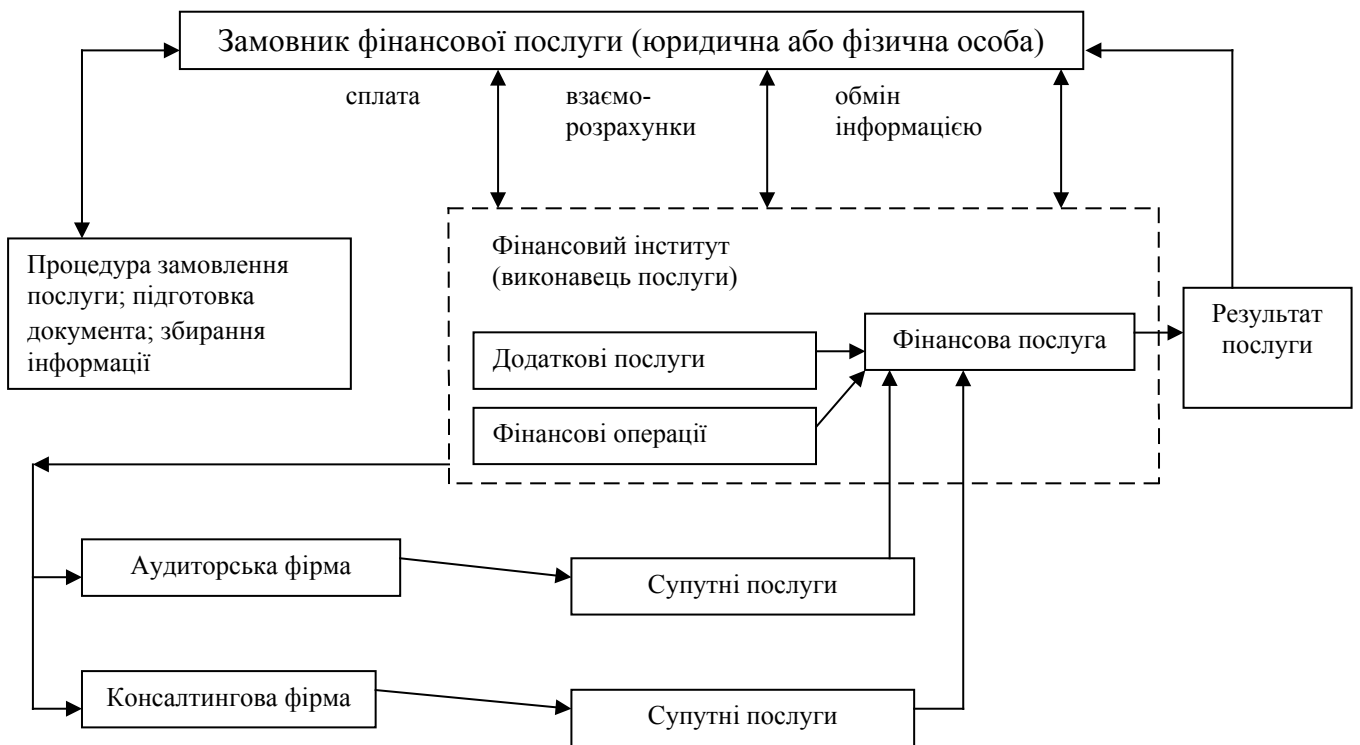 Замовник фінансової послуги (юридична або фізична особа)
сплата
взаємо-
розрахунки
обмін
інформацією
Процедура замовлення
послуги; підготовка
документа; збирання
інформації
Фінансовий інститут
(виконавець послуги)
Додаткові послуги
Фінансова послуга
Результат
послуги
Фінансові операції
Аудиторська фірма
Супутні послуги
Консалтингова фірма
Супутні послуги